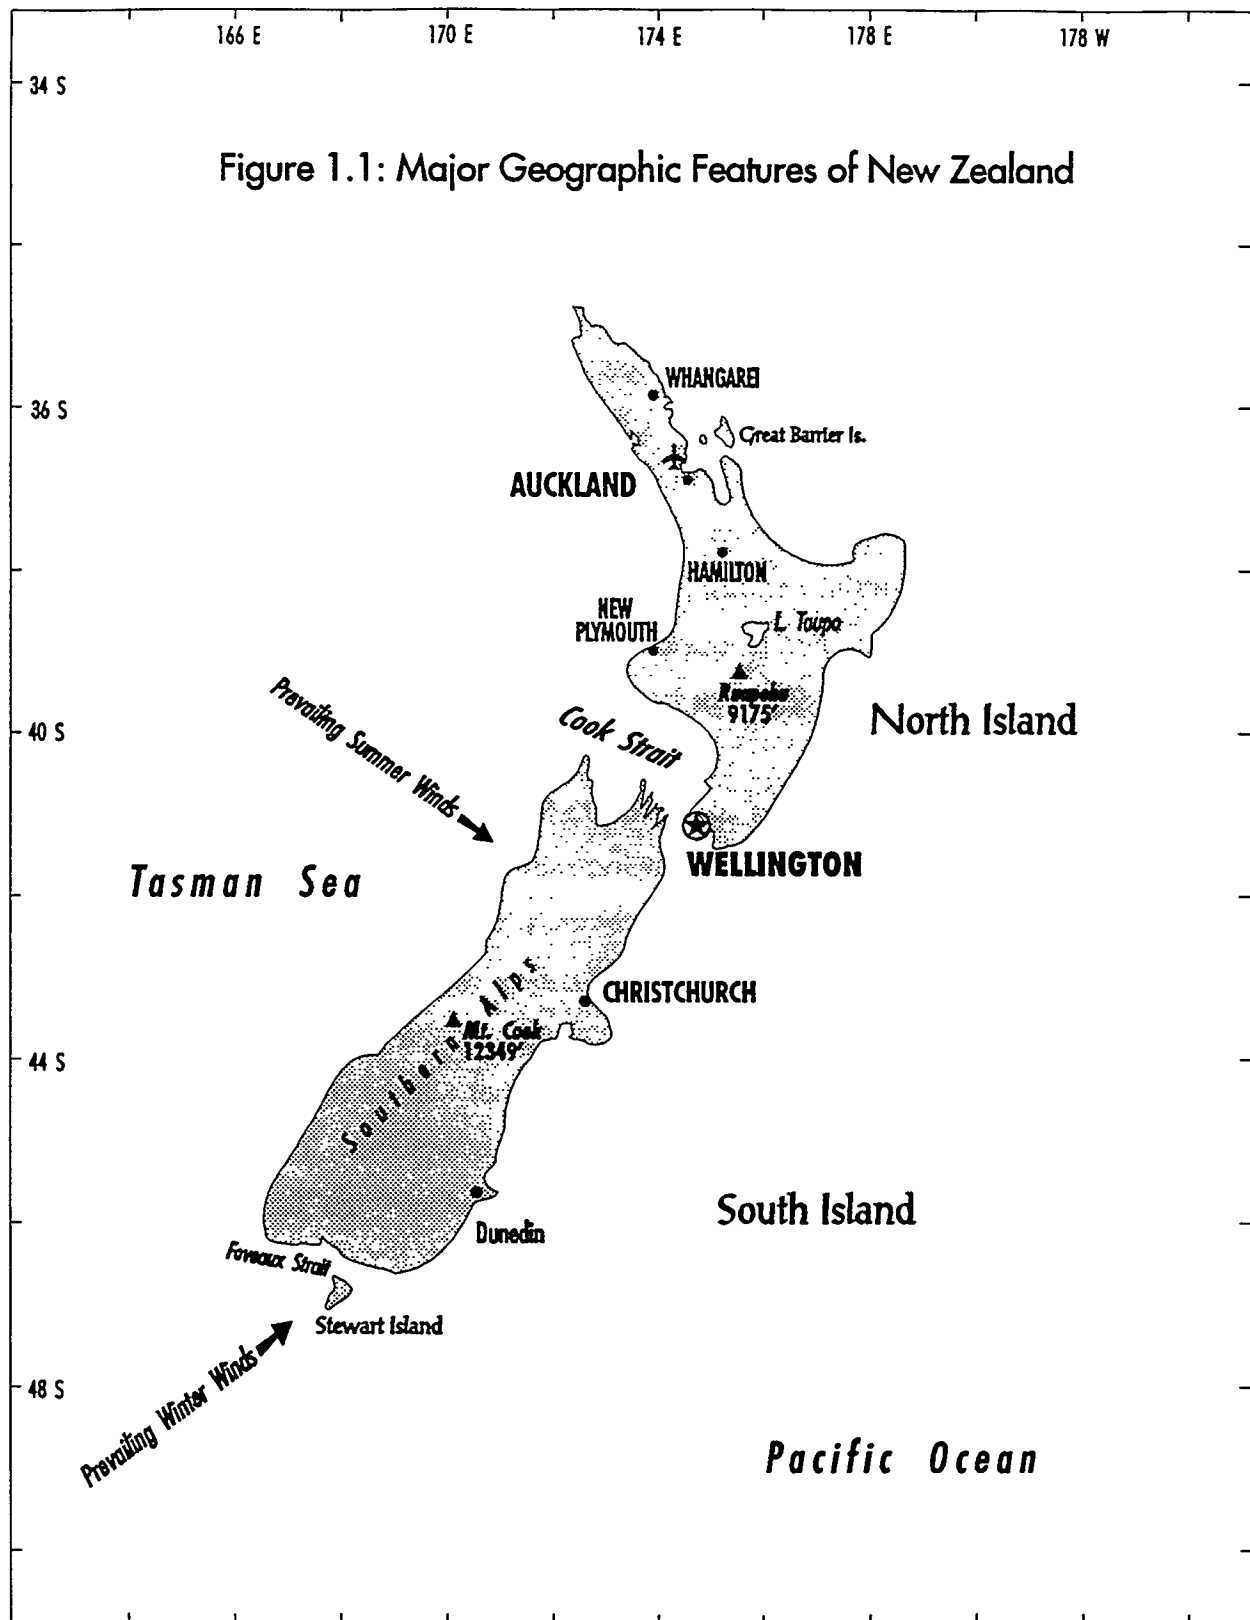 166 E 170 E 174 E 178 E 178 W
34 S
Figure 1.1: Major Geographic Features of New Zealand
WHANGAREI
36 S
Great Barrier Is.
AUCKLAND
HAMILTON
NEW
PLYMOUTH
L. Taupo
Ruapehu
9175'
Prevailing Summer Winds
Cook Strait
North Island
40 S
WELLINGTON
Tasman Sea
CHRISTCHURCH
Mt. Cook
12349'
Southern Alps
44 S
South Island
Dunedin
Foveaux Strait
Stewart Island
Prevailing Winter Winds
48 S
Pacific Ocean